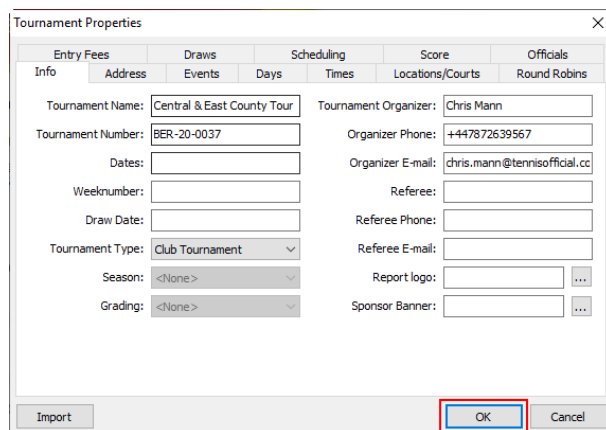 Tournament Properties
Entry Fees Draws Scheduling Score Officials
Info Address Events Days Times Locations/Courts Round Robins
Tournament Name: Central & East County Tour Tournament Organizer: Chris Mann
Tournament Number: BER-20-0037 Organizer Phone: +447872639567
Dates: Organizer E-mail: chris.mann@tennisofficial.cc
Weeknumber: Referee:
Draw Date: Referee Phone:
Tournament Type: Club Tournament Referee E-mail:
Season: <None> Report logo: ...
Grading: <None> Sponsor Banner: ...
Import OK Cancel